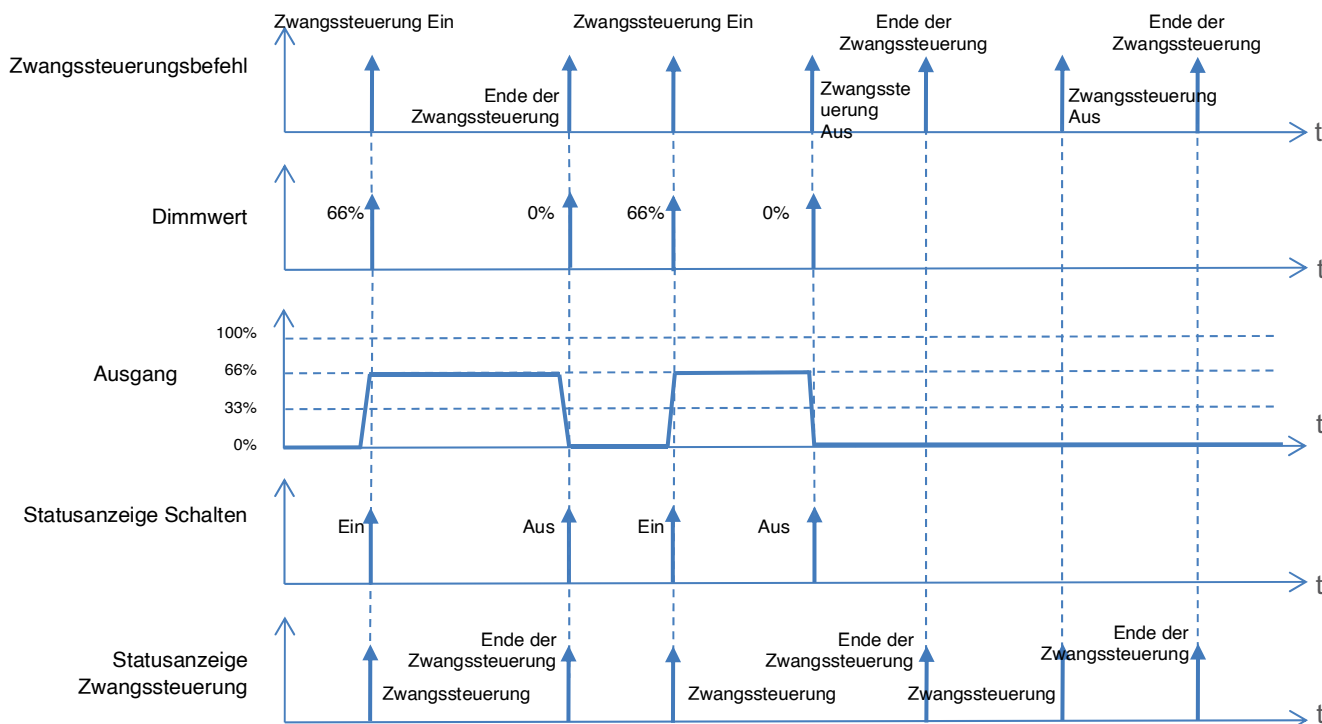 Zwangssteuerung Ein
Zwangssteuerung Ein
Ende der
Zwangssteuerung
Ende der
Zwangssteuerung
Zwangssteuerungsbefehl
Ende der
Zwangssteuerung
Zwangsste
uerung
Aus
Zwangssteuerung
Aus
t
Dimmwert
66%
0%
66%
0%
t
Ausgang
100%
66%
33%
0%
t
Statusanzeige Schalten
Ein
Aus
Ein
Aus
t
Statusanzeige
Zwangssteuerung
Zwangssteuerung
Ende der
Zwangssteuerung
Zwangssteuerung
Ende der
Zwangssteuerung
Zwangssteuerung
Ende der
Zwangssteuerung
t